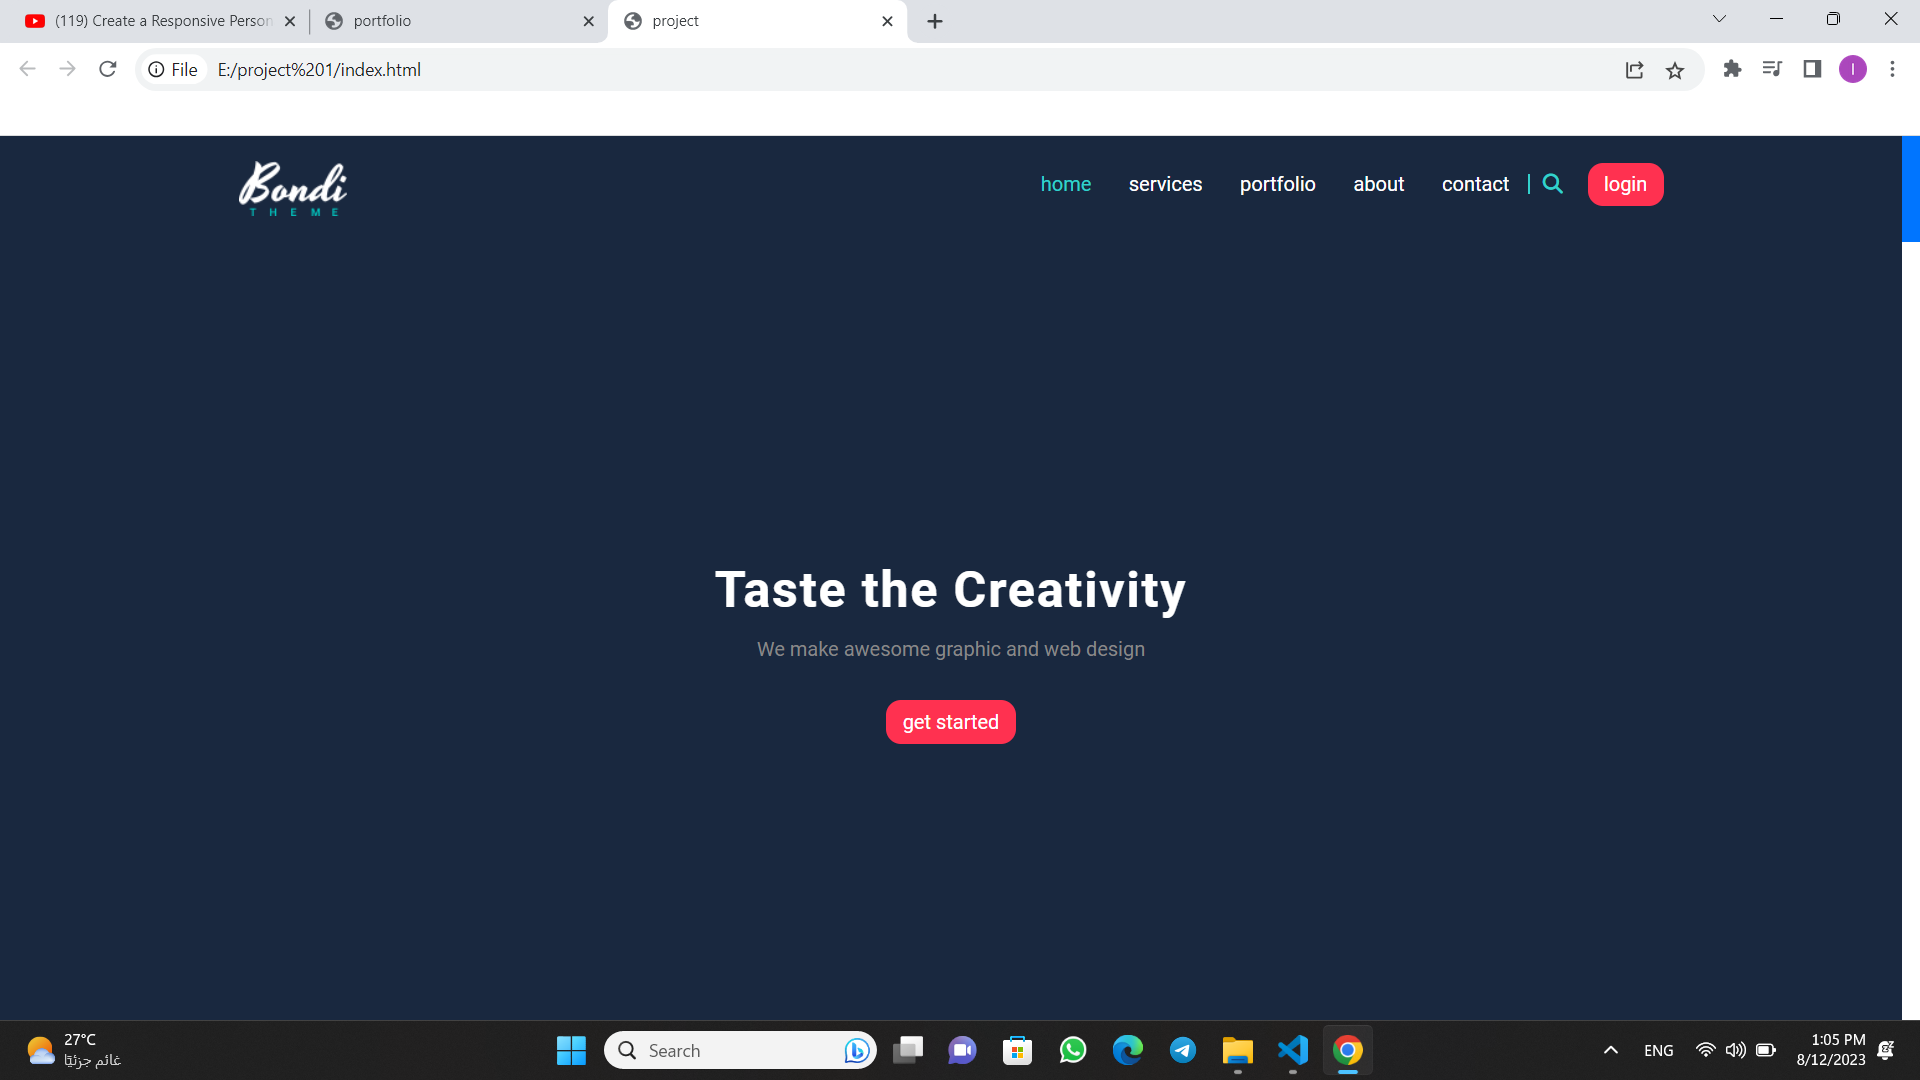 (119) Create a Responsive Person
portfolio
project
File E:/project%201/index.html
I
Bondi
THEME
home services portfolio about contact login
Taste the Creativity
We make awesome graphic and web design
get started
27°C
غائم جزئيًا
Search
ENG
1:05 PM
8/12/2023